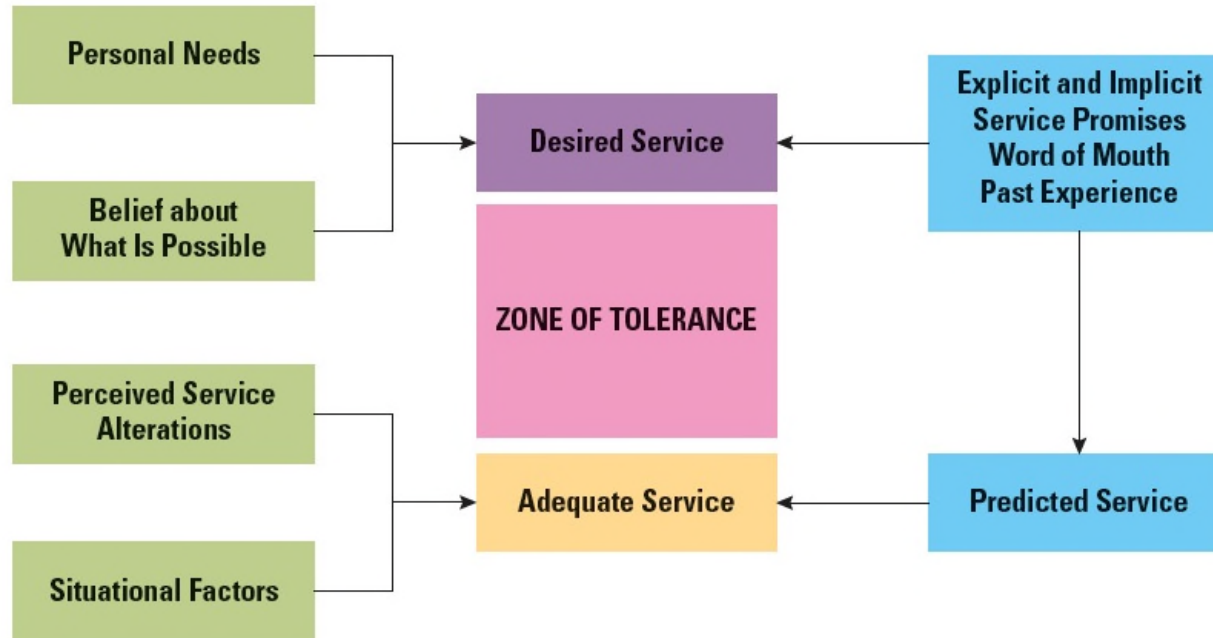 Personal Needs
Belief about
What Is Possible
Perceived Service
Alterations
Situational Factors
Desired Service
ZONE OF TOLERANCE
Adequate Service
Explicit and Implicit
Service Promises
Word of Mouth
Past Experience
Predicted Service